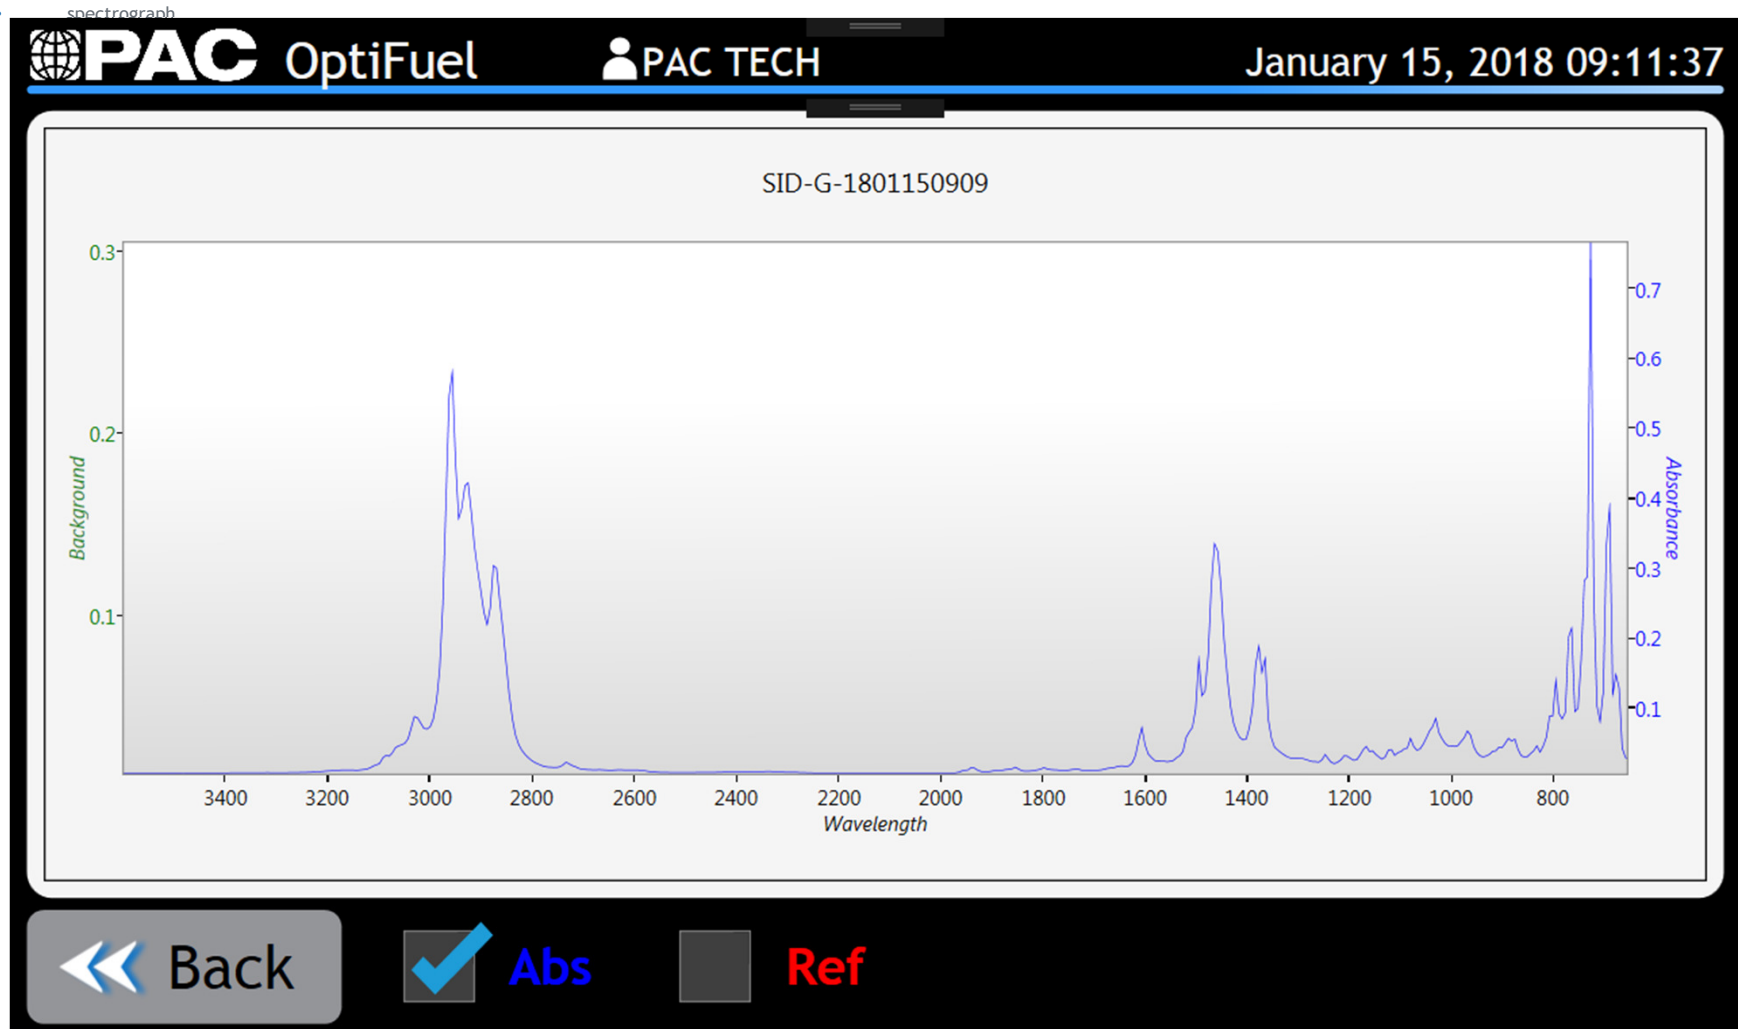 spectrograph
PAC OptiFuel PAC TECH January 15, 2018 09:11:37
SID-G-1801150909
0.3
0.2
0.1
Background
0.7
0.6
0.5
0.4
0.3
0.2
0.1
Absorbance
3400 3200 3000 2800 2600 2400 2200 2000 1800 1600 1400 1200 1000 800
Wavelength
Back Abs Ref